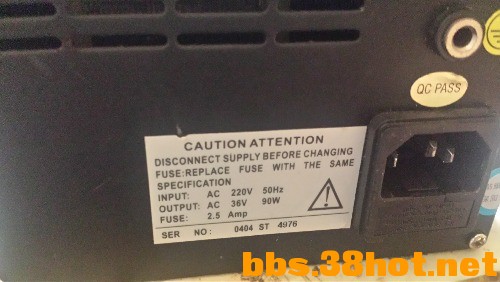 QC PASS
CAUTION ATTENTION
DISCONNECT SUPPLY BEFORE CHANGING
FUSE:REPLACE FUSE WITH THE SAME
SPECIFICATION
INPUT: AC 220V 50Hz
OUTPUT: AC 36V 90W
FUSE: 2.5 Amp
SER NO: 0404 ST 4976
bbs.38hot.net